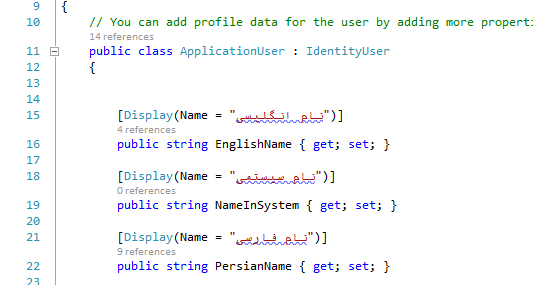 9 {
10 // You can add profile data for the user by adding more properti
14 references
11 public class ApplicationUser : IdentityUser
12 {
13
14
15 [Display(Name = "نام انگلیسی")]
4 references
16 public string EnglishName { get; set; }
17
18 [Display(Name = "نام سیستمی")]
0 references
19 public string NameInSystem { get; set; }
20
21 [Display(Name = "نام فارسی")]
9 references
22 public string PersianName { get; set; }
23